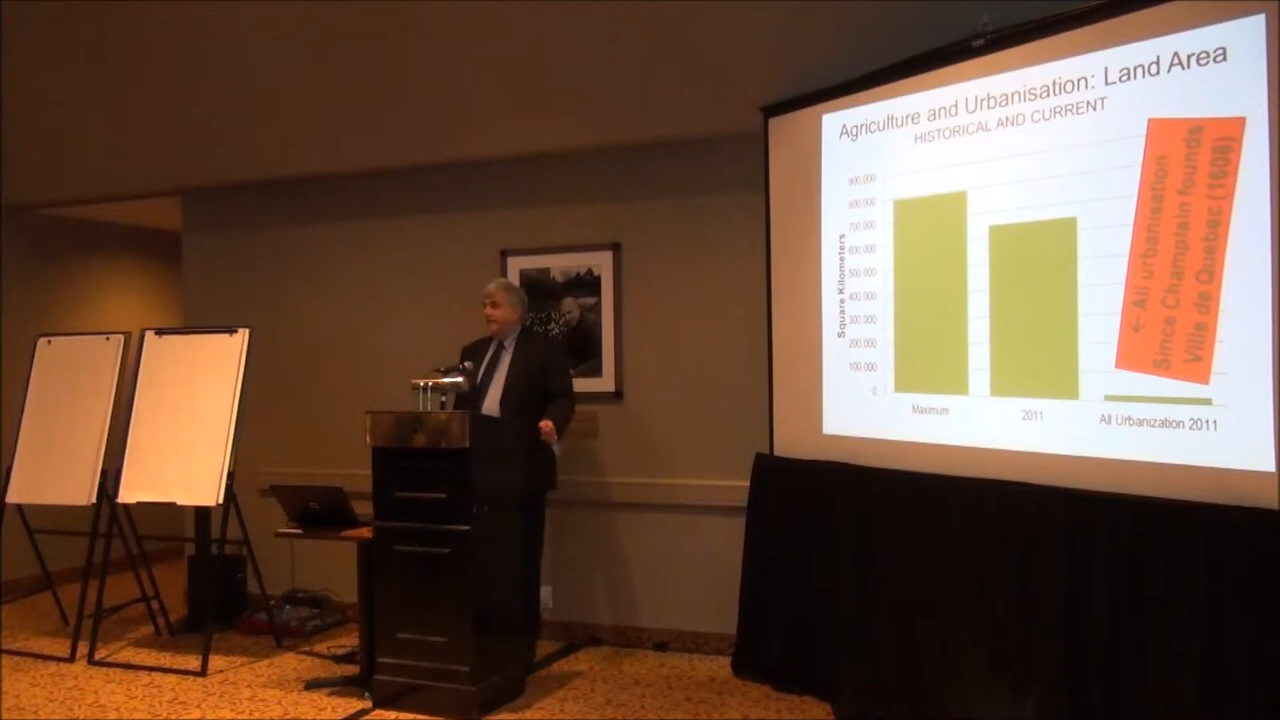 Agriculture and Urbanisation: Land Area
HISTORICAL AND CURRENT
Square Kilometers
900,000
800,000
700,000
600,000
500,000
400,000
300,000
200,000
100,000
0
← All urbanisation
Since Champlain founds
Ville de Quebec (1608)
Maximum
2011
All Urbanization 2011